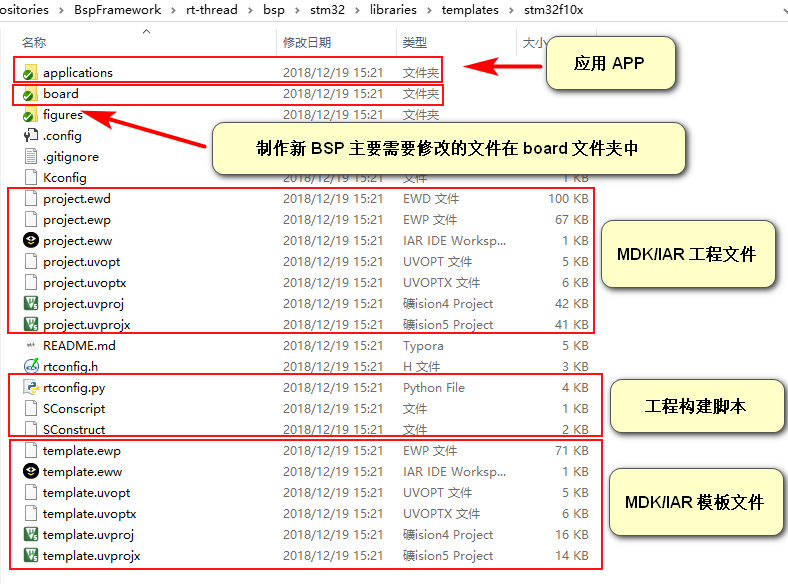 ositories > BspFramework > rt-thread > bsp > stm32 > libraries > templates > stm32f10x
名称 修改日期 类型 大小
applications 2018/12/19 15:21 文件夹
应用 APP
board 2018/12/19 15:21 文件夹
figures 2018/12/19 15:21 文件夹
.config
制作新 BSP 主要需要修改的文件在 board 文件夹中
.gitignore
Kconfig 2018/12/19 15:21 文件 1 KB
project.ewd 2018/12/19 15:21 EWD 文件 100 KB
project.ewp 2018/12/19 15:21 EWP 文件 67 KB
project.eww 2018/12/19 15:21 IAR IDE Worksp... 1 KB
MDK/IAR 工程文件
project.uvopt 2018/12/19 15:21 UVOPT 文件 5 KB
project.uvoptx 2018/12/19 15:21 UVOPTX 文件 6 KB
project.uvproj 2018/12/19 15:21 礦ision4 Project 42 KB
project.uvprojx 2018/12/19 15:21 礦ision5 Project 41 KB
README.md 2018/12/19 15:21 Typora 5 KB
rtconfig.h 2018/12/19 15:21 H 文件 3 KB
rtconfig.py 2018/12/19 15:21 Python File 4 KB
SConscript 2018/12/19 15:21 文件 1 KB
工程构建脚本
SConstruct 2018/12/19 15:21 文件 2 KB
template.ewp 2018/12/19 15:21 EWP 文件 71 KB
template.eww 2018/12/19 15:21 IAR IDE Worksp... 1 KB
template.uvopt 2018/12/19 15:21 UVOPT 文件 5 KB
MDK/IAR 模板文件
template.uvoptx 2018/12/19 15:21 UVOPTX 文件 6 KB
template.uvproj 2018/12/19 15:21 礦ision4 Project 16 KB
template.uvprojx 2018/12/19 15:21 礦ision5 Project 14 KB